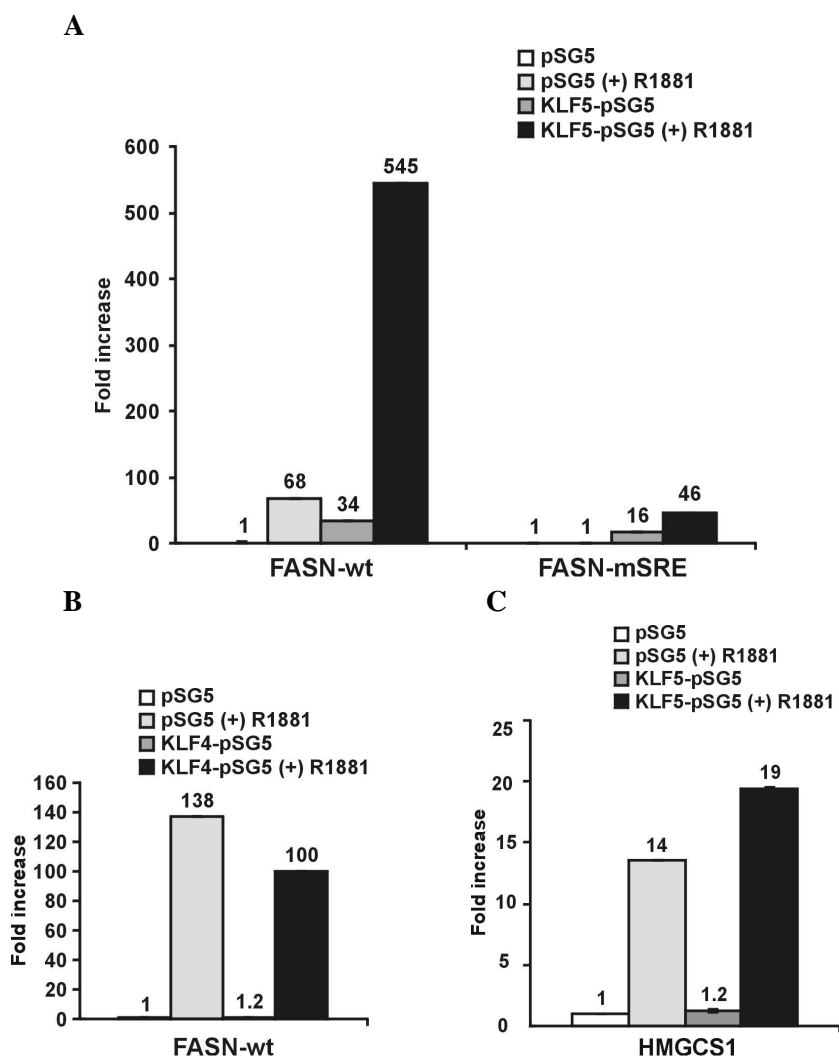 A
pSG5
pSG5 (+) R1881
KLF5-pSG5
KLF5-pSG5 (+) R1881
Fold increase
600
500
400
300
200
100
0
1
68
34
545
1
1
16
46
FASN-wt
FASN-mSRE
B
pSG5
pSG5 (+) R1881
KLF4-pSG5
KLF4-pSG5 (+) R1881
Fold increase
160
140
120
100
80
60
40
20
0
1
138
1.2
100
FASN-wt
C
pSG5
pSG5 (+) R1881
KLF5-pSG5
KLF5-pSG5 (+) R1881
Fold increase
25
20
15
10
5
0
1
14
1.2
19
HMGCS1